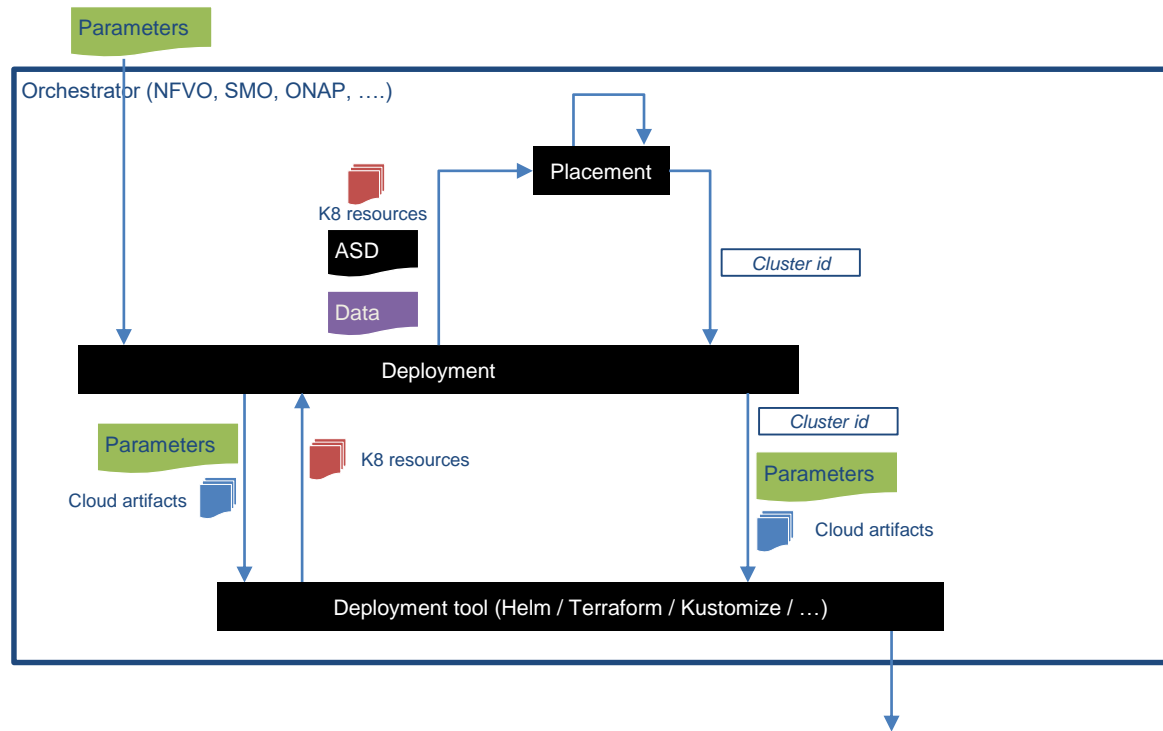 Parameters
Orchestrator (NFVO, SMO, ONAP, ….)
Placement
K8 resources
ASD
Cluster id
Data
Deployment
Cluster id
Parameters
K8 resources
Parameters
Cloud artifacts
Cloud artifacts
Deployment tool (Helm / Terraform / Kustomize / …)